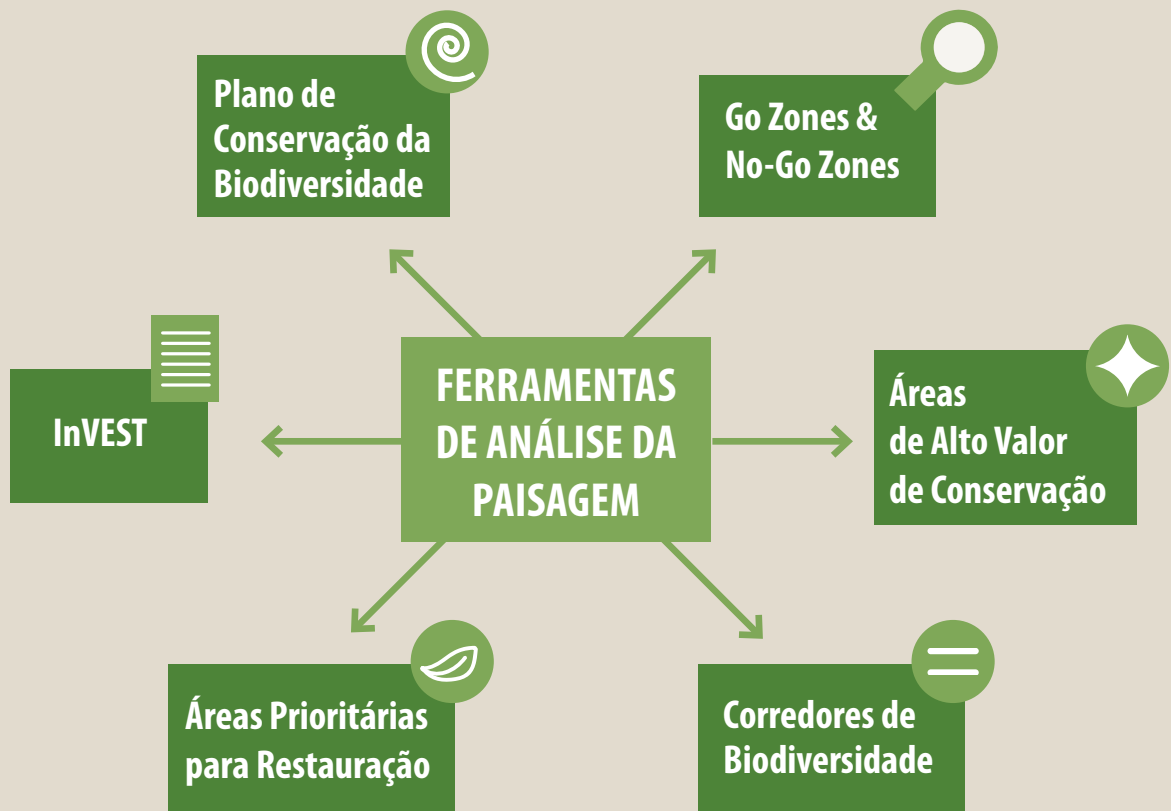 Plano de
Conservação da
Biodiversidade
Go Zones &
No-Go Zones
InVEST
FERRAMENTAS
DE ANÁLISE DA
PAISAGEM
Áreas
de Alto Valor
de Conservação
Áreas Prioritárias
para Restauração
Corredores de
Biodiversidade